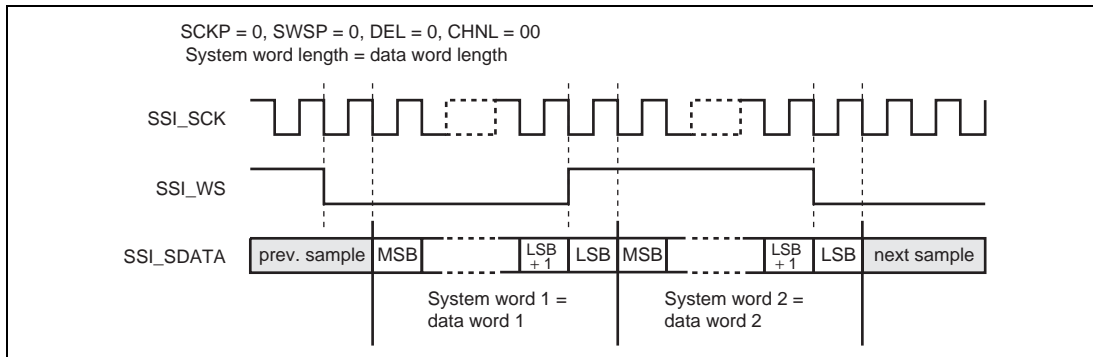 SCKP = 0, SWSP = 0, DEL = 0, CHNL = 00
System word length = data word length
SSI_SCK
SSI_WS
SSI_SDATA
prev. sample
MSB
LSB
+ 1
LSB
MSB
LSB
+ 1
LSB
next sample
System word 1 =
data word 1
System word 2 =
data word 2